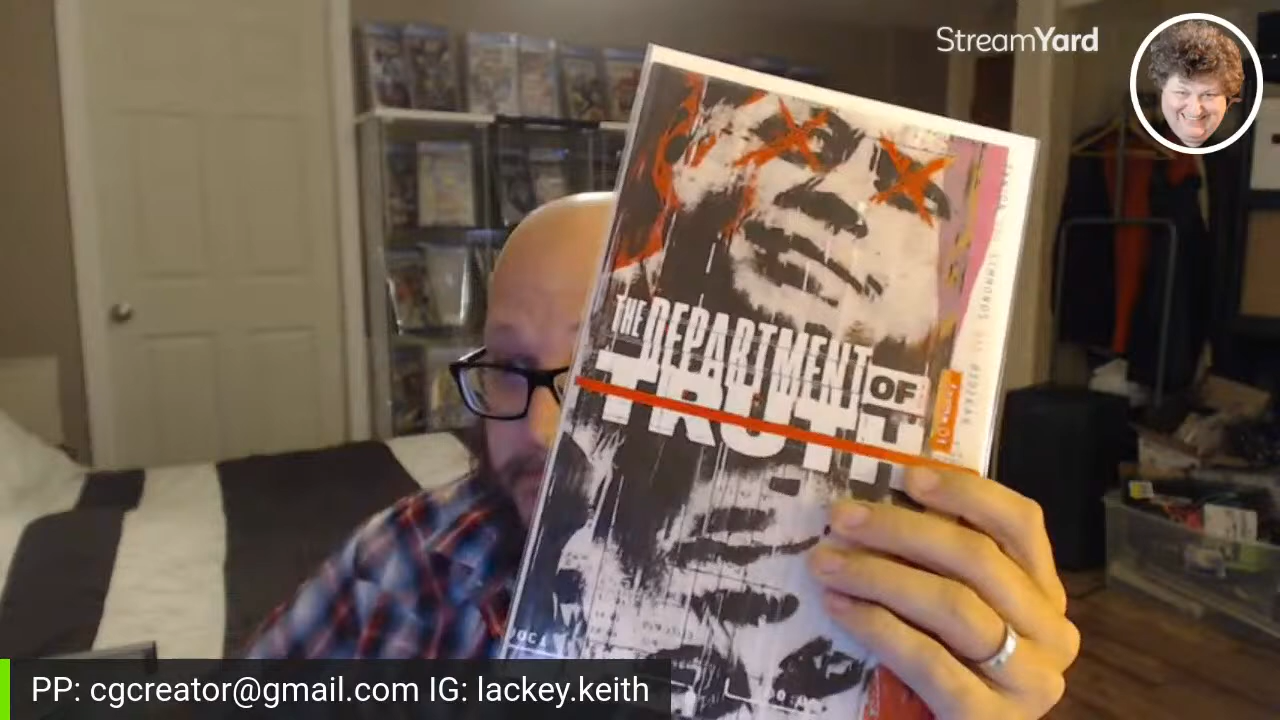 StreamYard
THE DEPARTMENT OF
TRUTH
PP: cgcreator@gmail.com IG: lackey.keith